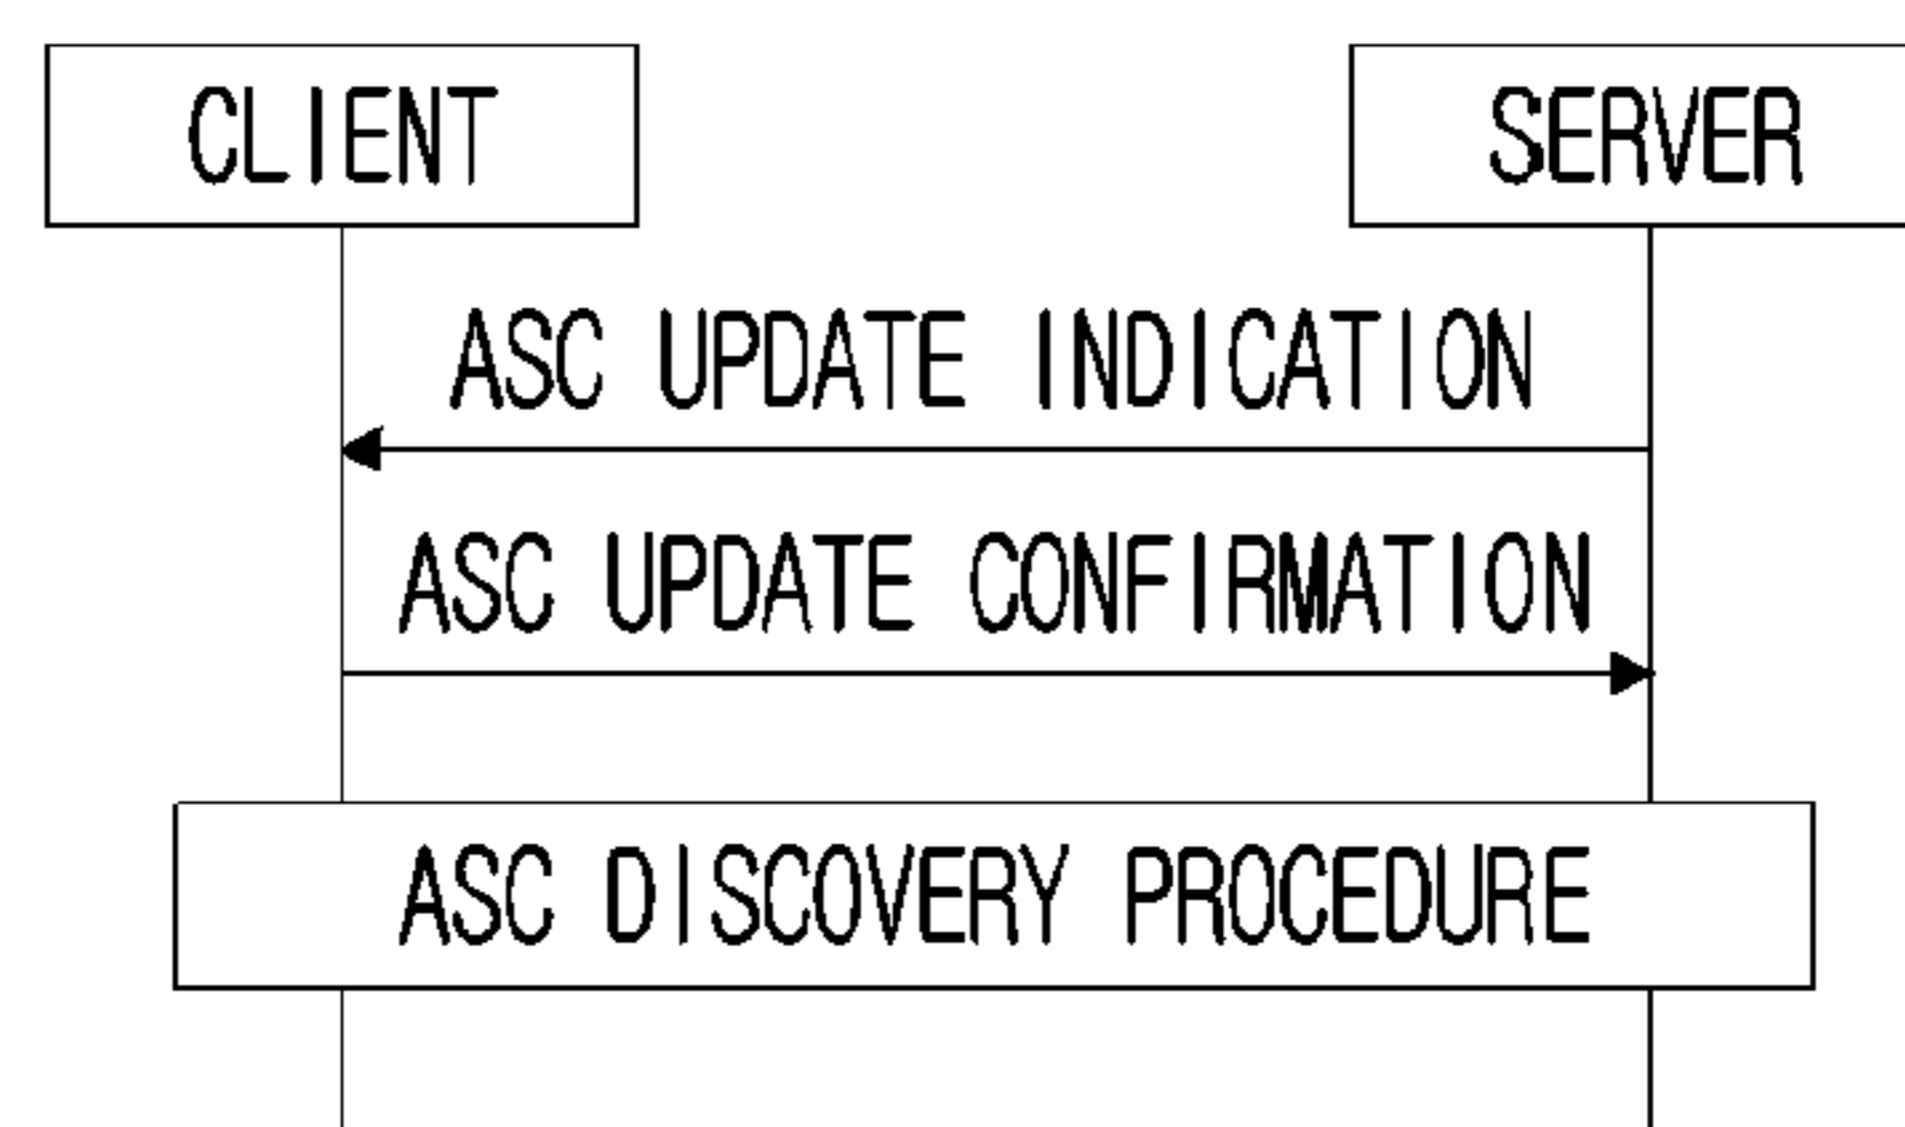 CLIENT
SERVER
ASC UPDATE INDICATION
ASC UPDATE CONFIRMATION
ASC DISCOVERY PROCEDURE